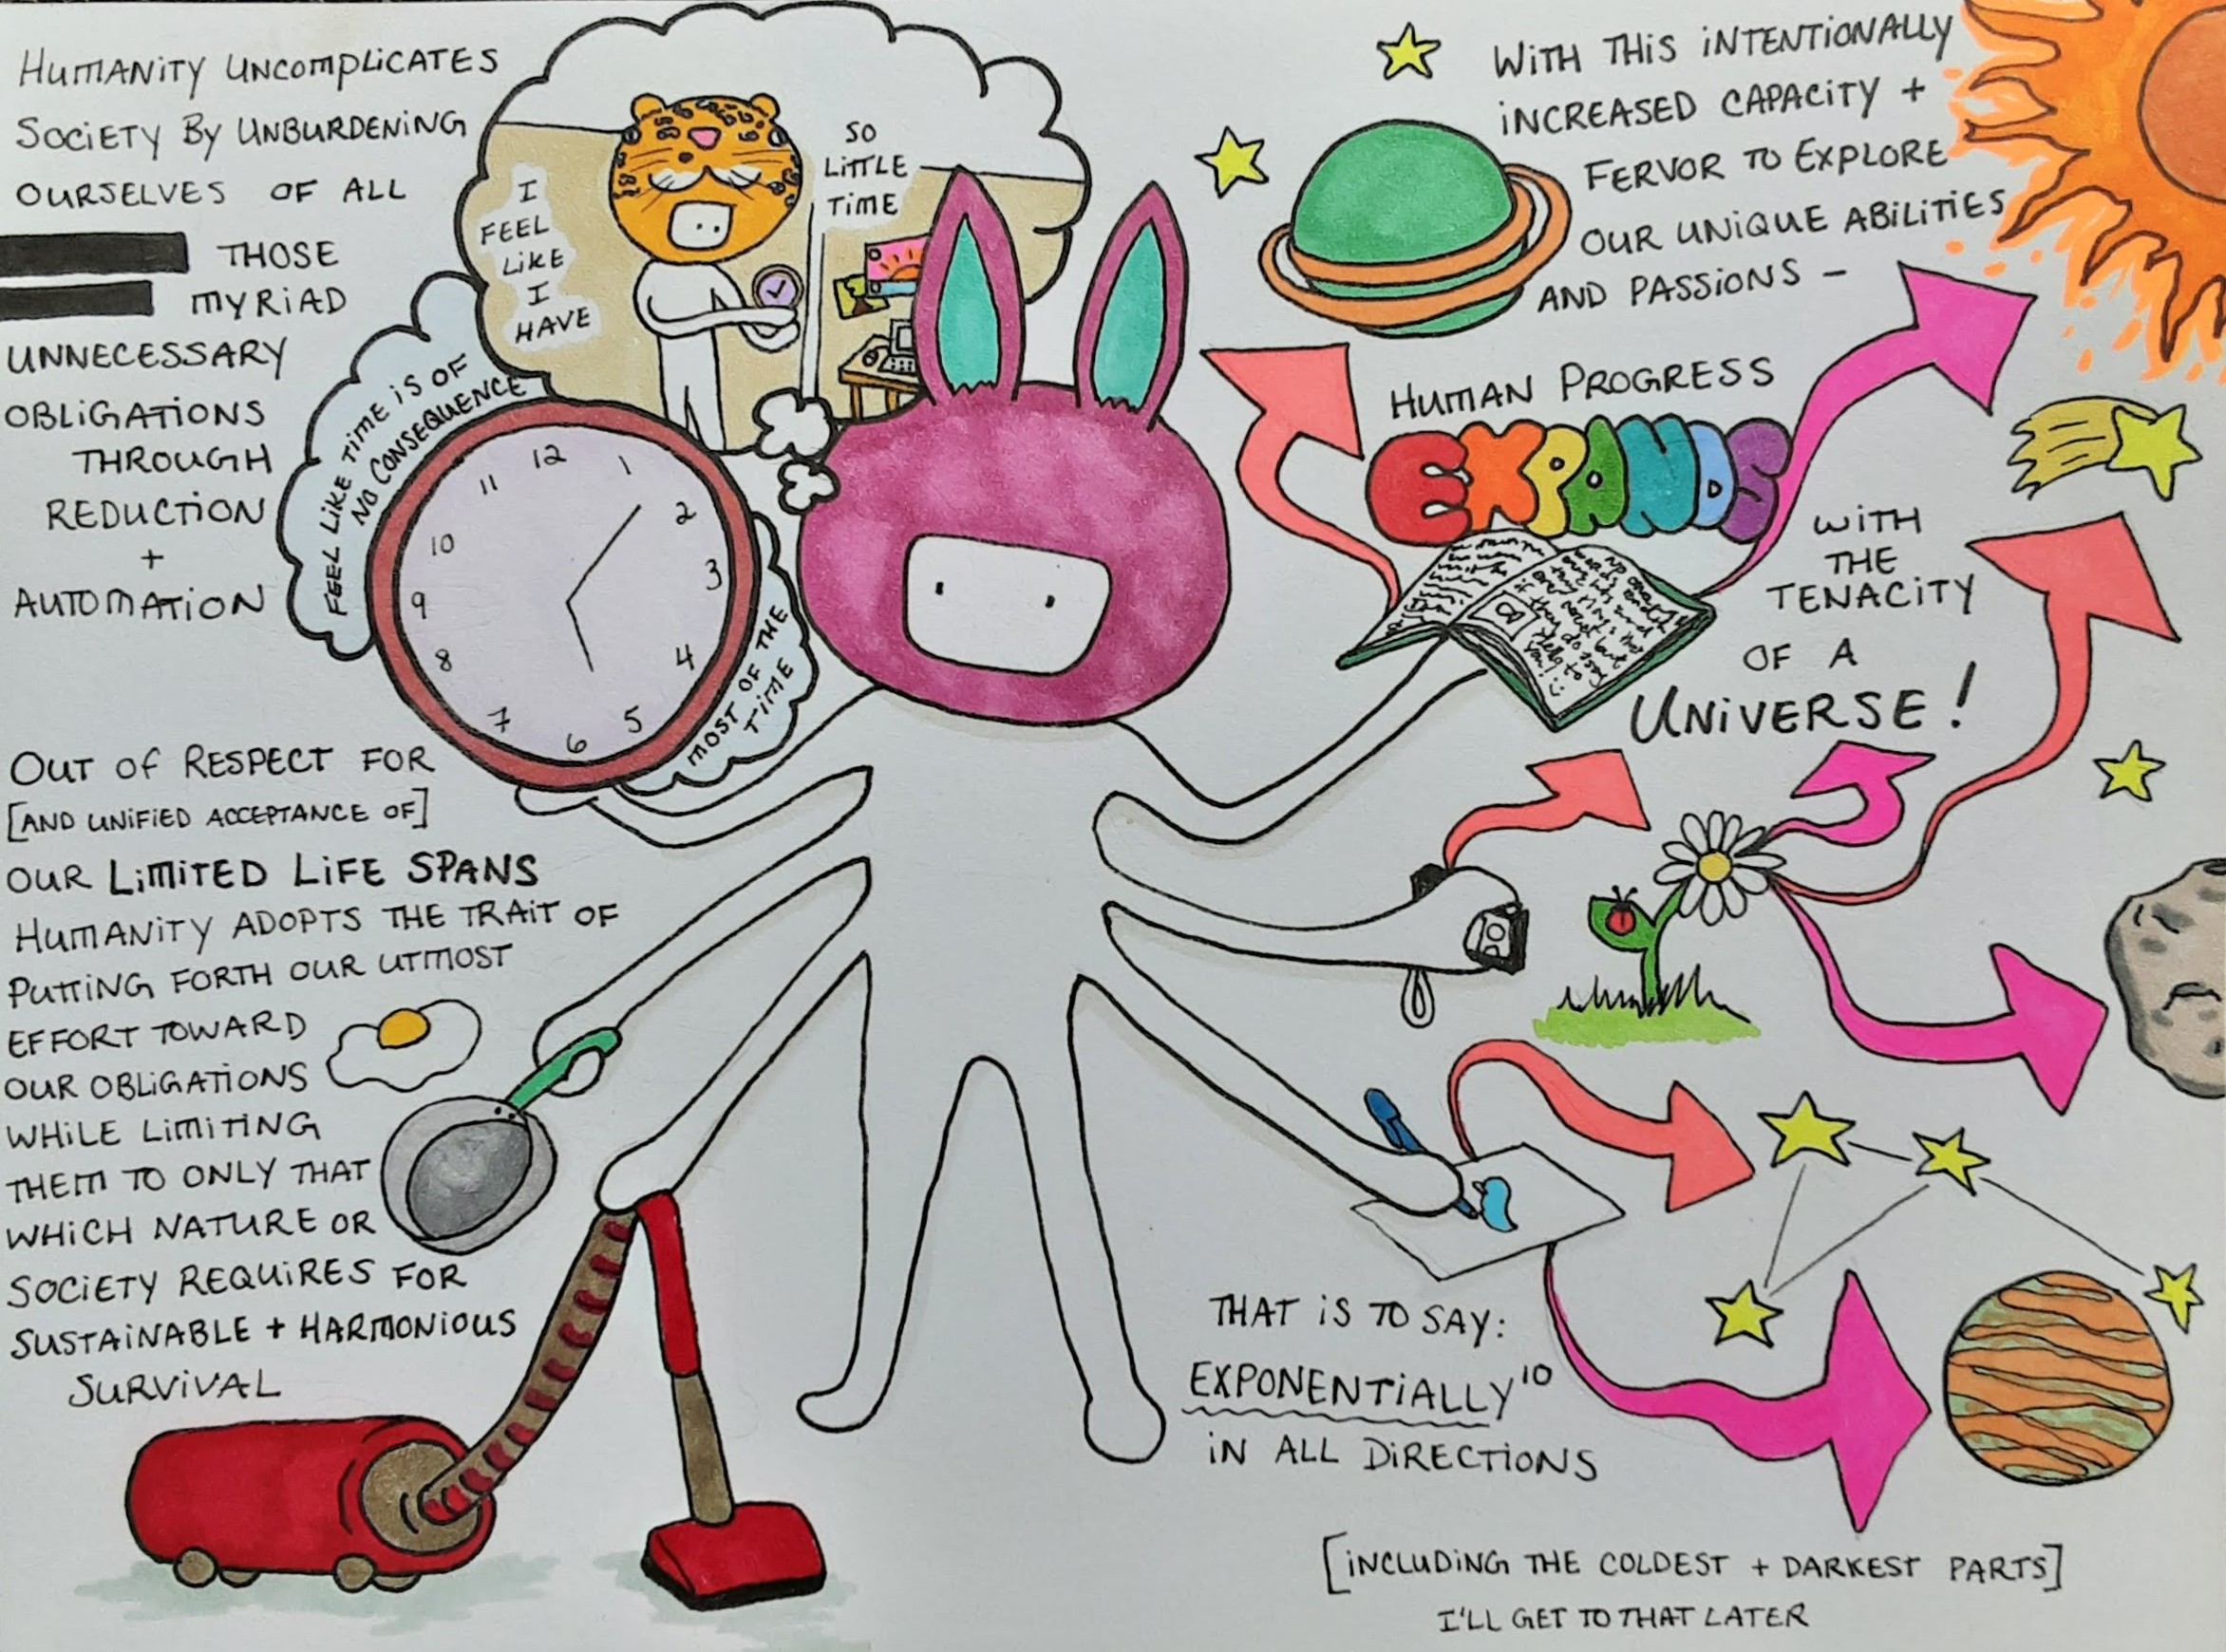 HUMANITY UNCOMPLICATES
SOCIETY BY UNBURDENING
OURSELVES OF ALL
THOSE
MYRIAD
UNNECESSARY
OBLIGATIONS
THROUGH
REDUCTION
+
AUTOMATION
I
FEEL
LIKE
I
HAVE
SO
LITTLE
TIME
FEEL LIKE TIME IS OF
NO CONSEQUENCE
MOST OF THE
TIME
12
1
2
3
4
5
6
7
8
9
10
11
OUT OF RESPECT FOR
[AND UNIFIED ACCEPTANCE OF]
OUR LIMITED LIFE SPANS
HUMANITY ADOPTS THE TRAIT OF
PUTTING FORTH OUR UTMOST
EFFORT TOWARD
OUR OBLIGATIONS
WHILE LIMITING
THEM TO ONLY THAT
WHICH NATURE OR
SOCIETY REQUIRES FOR
SUSTAINABLE + HARMONIOUS
SURVIVAL
WITH THIS INTENTIONALLY
INCREASED CAPACITY +
FERVOR TO EXPLORE
OUR UNIQUE ABILITIES
AND PASSIONS –
HUMAN PROGRESS
EXPANDS
WITH
THE
TENACITY
OF A
UNIVERSE!
THAT IS TO SAY:
EXPONENTIALLY¹⁰
IN ALL DIRECTIONS
[INCLUDING THE COLDEST + DARKEST PARTS]
I'LL GET TO THAT LATER